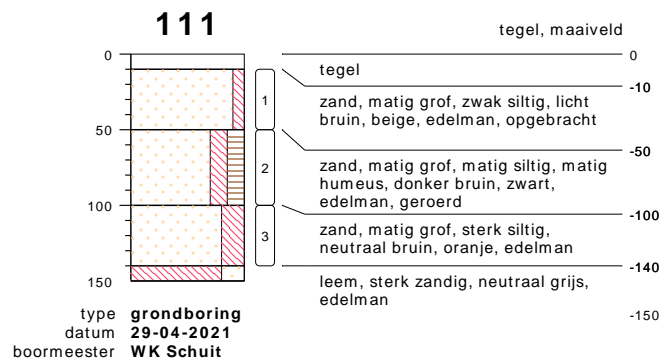 111
tegel, maaiveld
0
0
tegel
-10
1
zand, matig grof, zwak siltig, licht
bruin, beige, edelman, opgebracht
50
-50
2
zand, matig grof, matig siltig, matig
humeus, donker bruin, zwart,
edelman, geroerd
100
-100
3
zand, matig grof, sterk siltig,
neutraal bruin, oranje, edelman
-140
150
leem, sterk zandig, neutraal grijs,
edelman
-150
type grondboring
datum 29-04-2021
boormeester WK Schuit